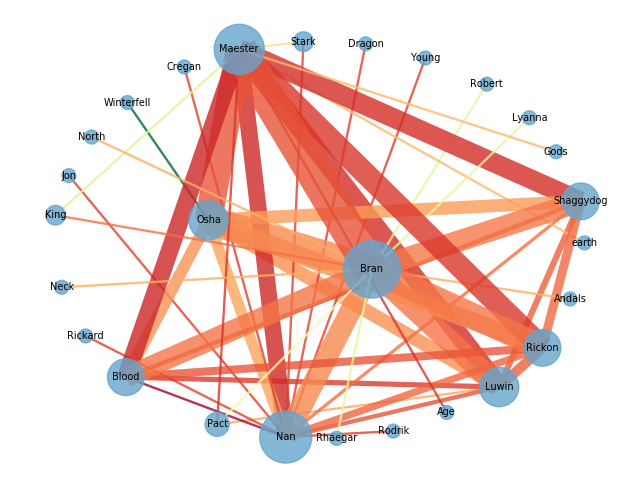 Stark
Dragon
Maester
Young
Cregan
Robert
Winterfell
Lyanna
North
Gods
Jon
Shaggydog
King
Osha
earth
Bran
Neck
Andals
Rickard
Rickon
Blood
Luwin
Age
Pact
Rodrik
Nan
Rhaegar